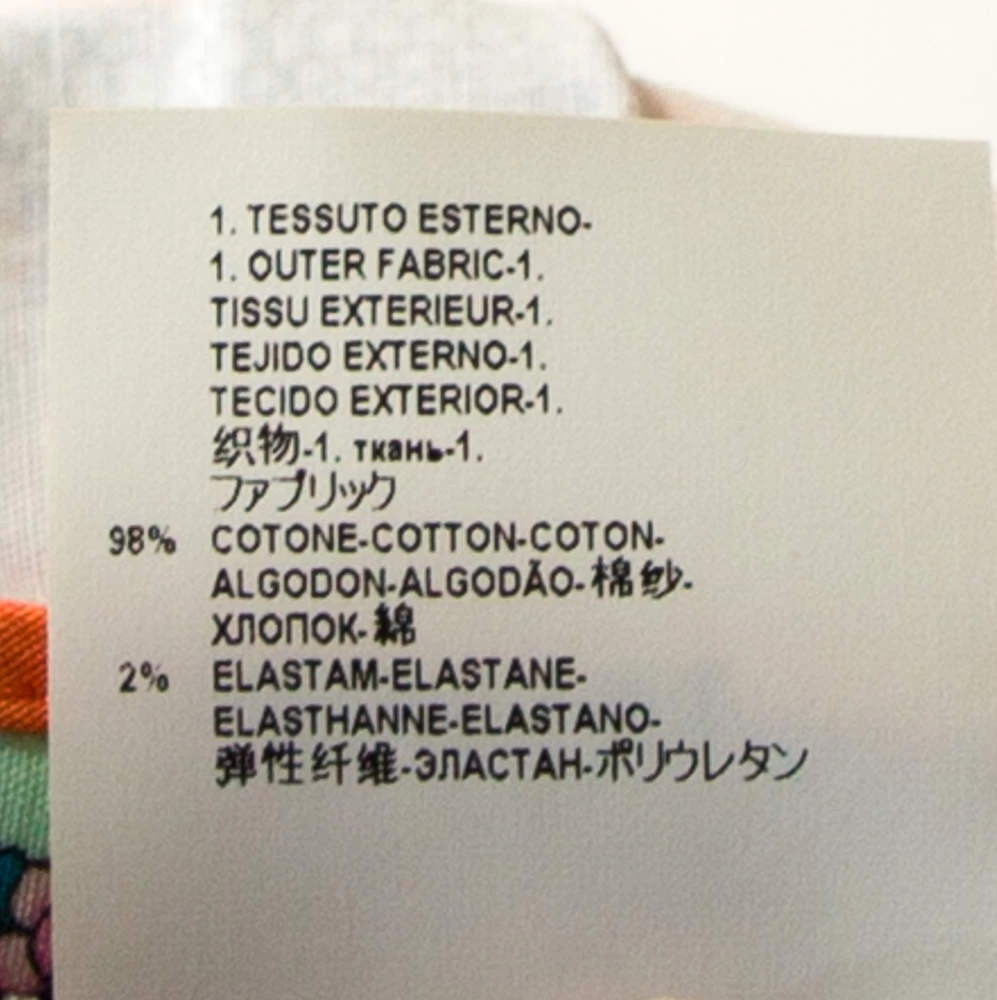 1. TESSUTO ESTERNO-
1. OUTER FABRIC-1.
TISSU EXTERIEUR-1.
TEJIDO EXTERNO-1.
TECIDO EXTERIOR-1.
织物-1. ткань-1.
ファブリック
98% COTONE-COTTON-COTON-
ALGODON-ALGODÃO-棉纱-
ХЛОПОК-綿
2% ELASTAM-ELASTANE-
ELASTHANNE-ELASTANO-
弹性纤维-ЭЛАСТАН-ポリウレタン